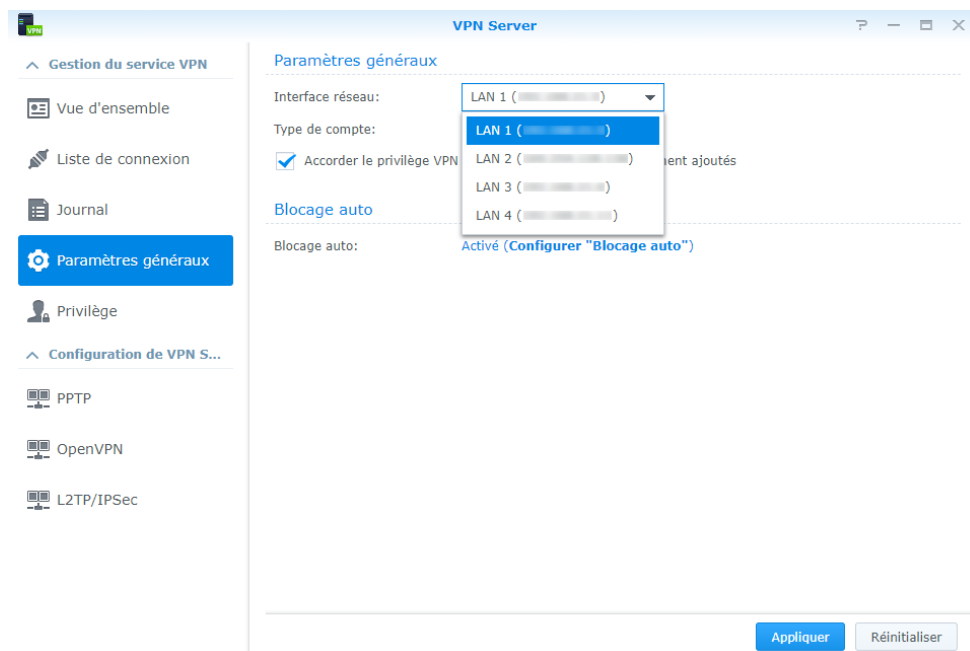 VPN
VPN Server
Gestion du service VPN
Vue d'ensemble
Liste de connexion
Journal
Paramètres généraux
Privilège
Configuration de VPN S...
PPTP
OpenVPN
L2TP/IPSec
Paramètres généraux
Interface réseau: LAN 1 ( )
Type de compte:
LAN 1 ( )
LAN 2 ( )
LAN 3 ( )
LAN 4 ( )
Accorder le privilège VPN ajoutés
Blocage auto
Blocage auto: Activé (Configurer "Blocage auto")
Appliquer Réinitialiser